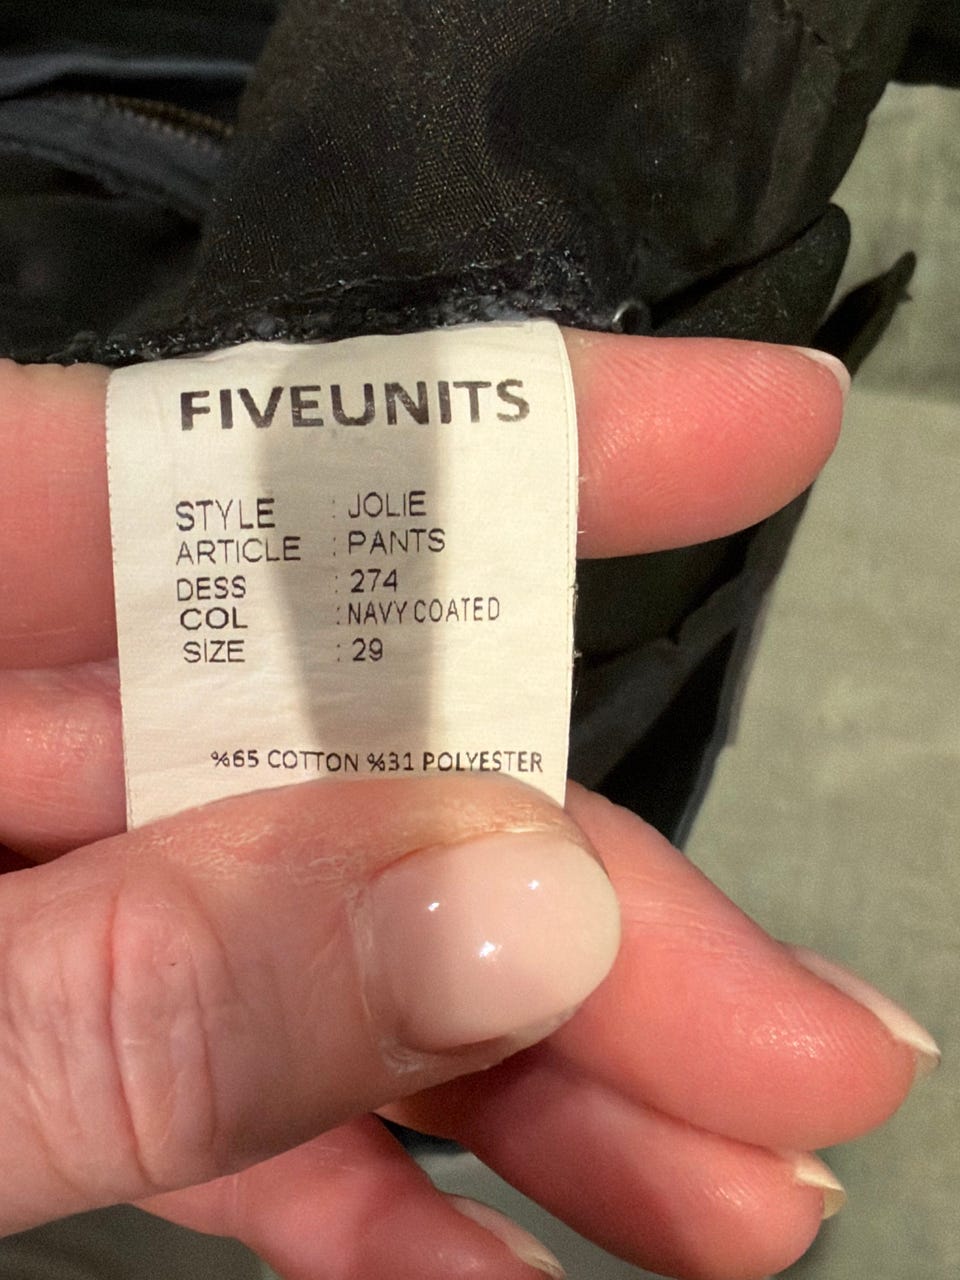 FIVEUNITS
STYLE : JOLIE
ARTICLE : PANTS
DESS : 274
COL : NAVY COATED
SIZE : 29
%65 COTTON %31 POLYESTER